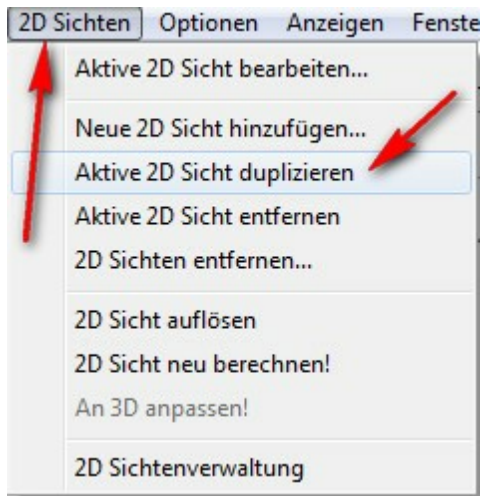 2D Sichten Optionen Anzeigen Fenste
Aktive 2D Sicht bearbeiten...
Neue 2D Sicht hinzufügen...
Aktive 2D Sicht duplizieren
Aktive 2D Sicht entfernen
2D Sichten entfernen...
2D Sicht auflösen
2D Sicht neu berechnen!
An 3D anpassen!
2D Sichtenverwaltung